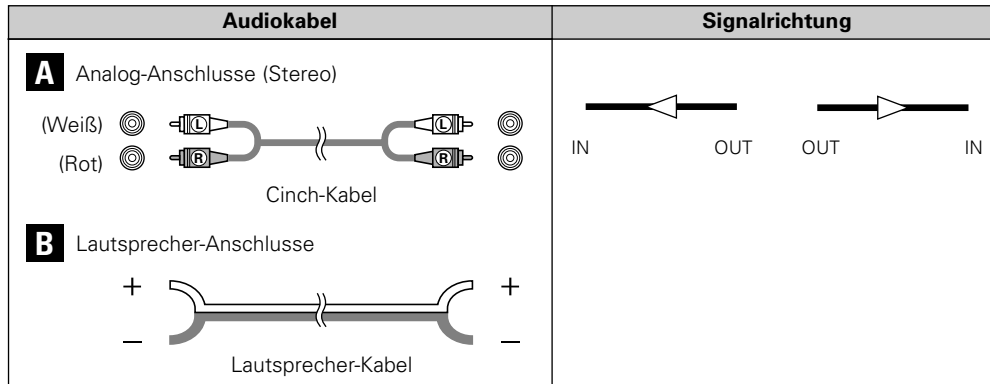 Audiokabel
Signalrichtung
A Analog-Anschlusse (Stereo)
(Weiß) L L
(Rot) R R
Cinch-Kabel
IN OUT OUT IN
B Lautsprecher-Anschlusse
+ +
– –
Lautsprecher-Kabel